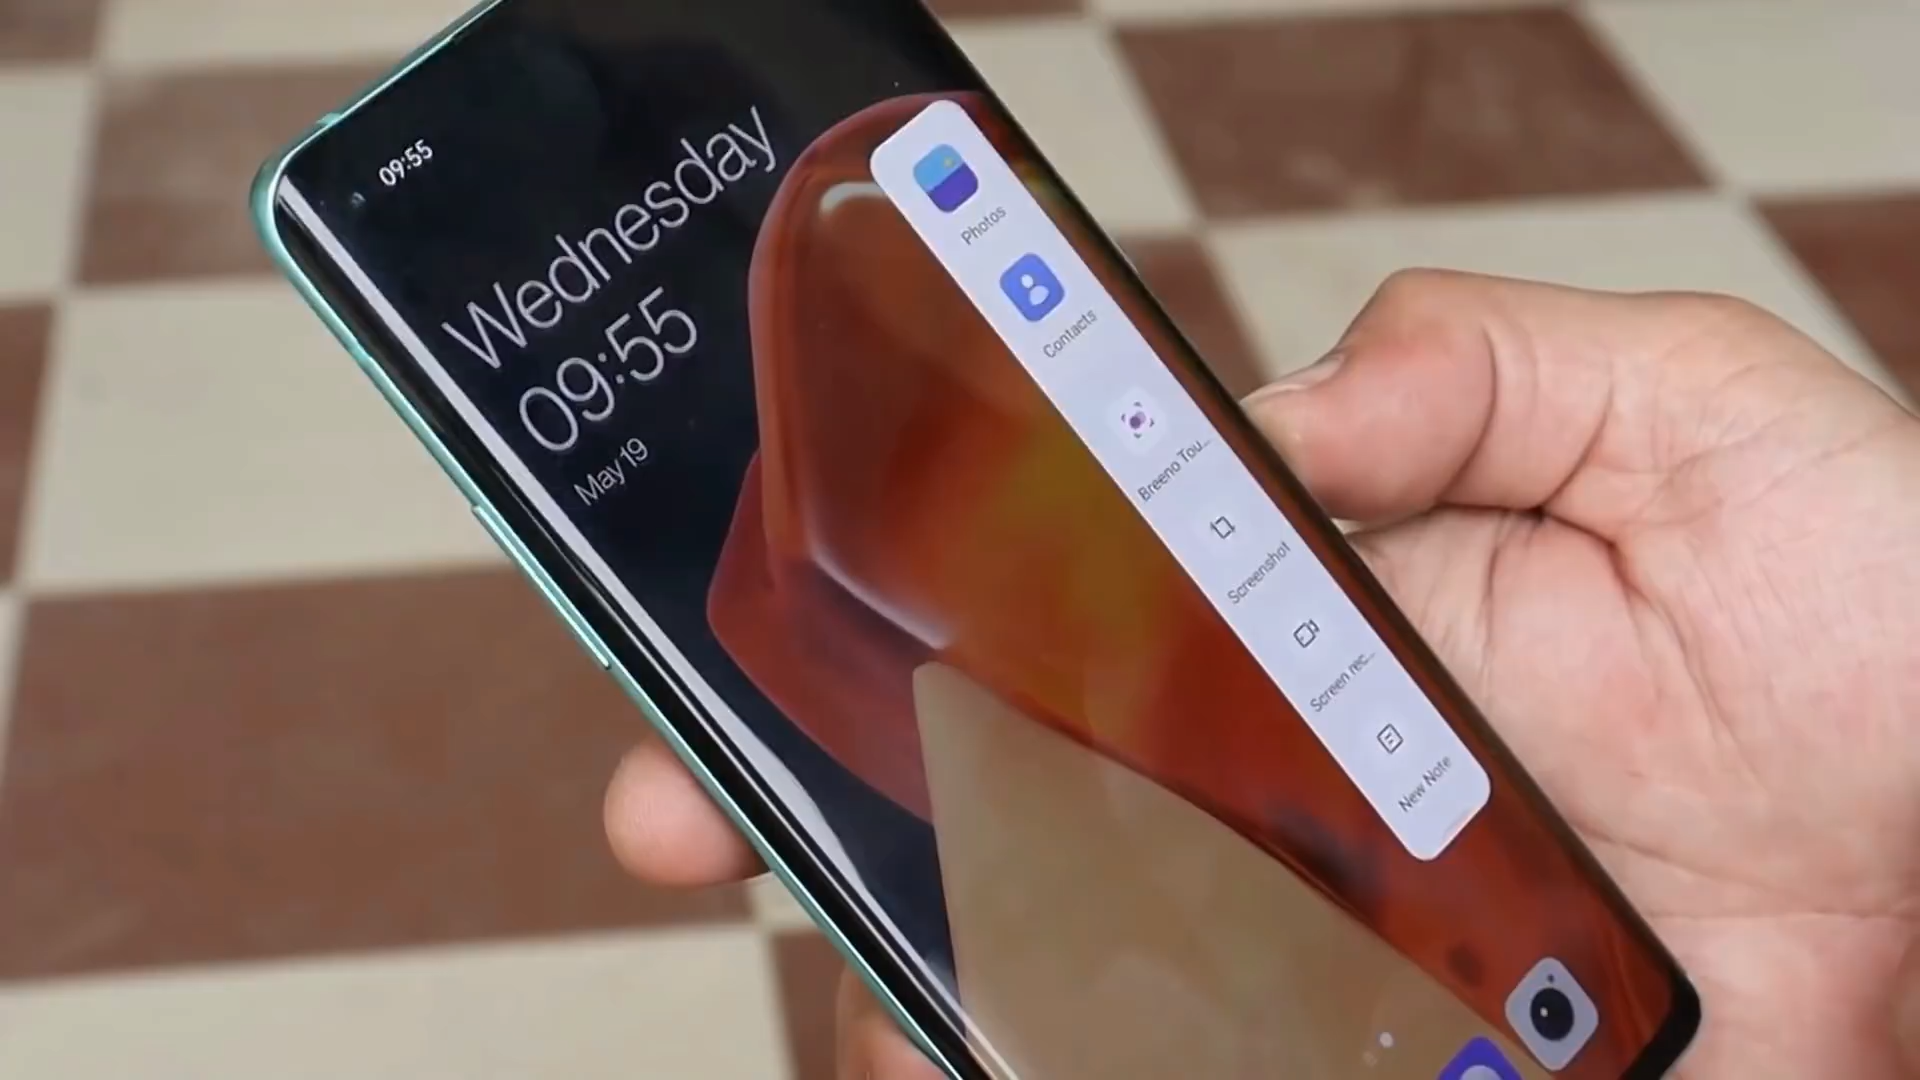 09:55
Wednesday
09:55
May 19
Photos
Contacts
Breeno Tou...
Screenshot
Screen rec...
New Note